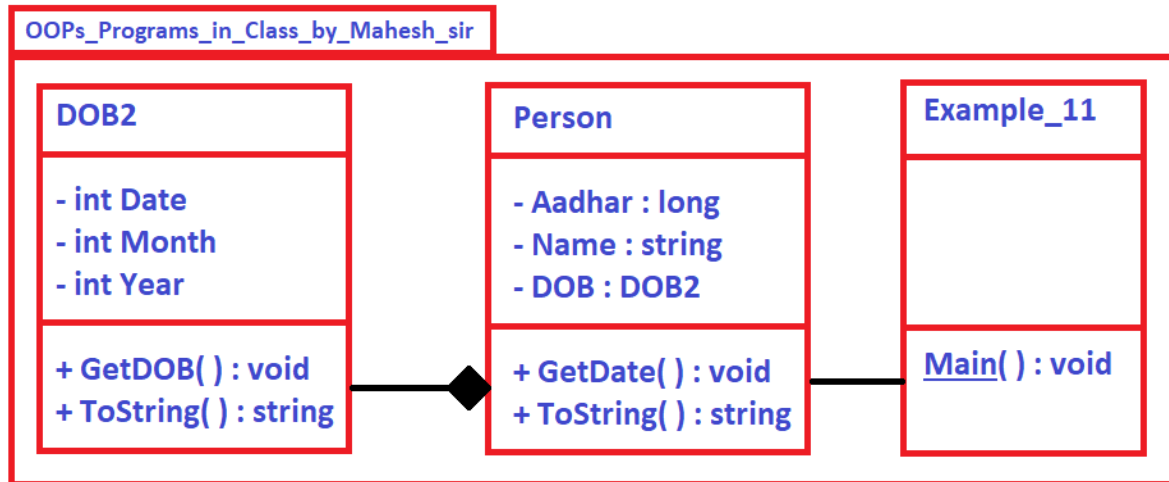 OOPs_Programs_in_Class_by_Mahesh_sir
DOB2
- int Date
- int Month
- int Year
+ GetDOB( ) : void
+ ToString( ) : string
Person
- Aadhar : long
- Name : string
- DOB : DOB2
+ GetDate( ) : void
+ ToString( ) : string
Example_11
Main( ) : void